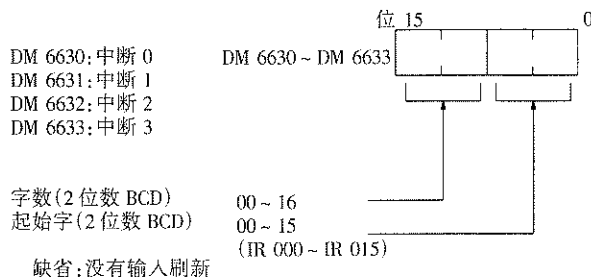 位 15 0
DM 6630:中断 0 DM 6630~DM 6633
DM 6631:中断 1
DM 6632:中断 2
DM 6633:中断 3
字数(2 位数 BCD) 00~16
起始字(2 位数 BCD) 00~15
(IR 000~IR 015)
缺省:没有输入刷新